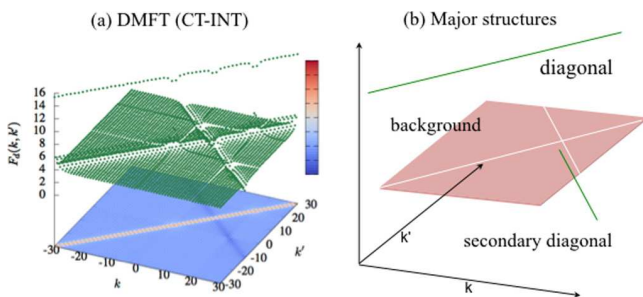 (a) DMFT (CT-INT)
(b) Major structures
16
14
12
10
8
6
4
2
0
F_d(k, k')
-30
-20
-10
0
10
20
30
k
-30
-20
-10
0
10
20
30
k'
diagonal
background
secondary diagonal
k'
k